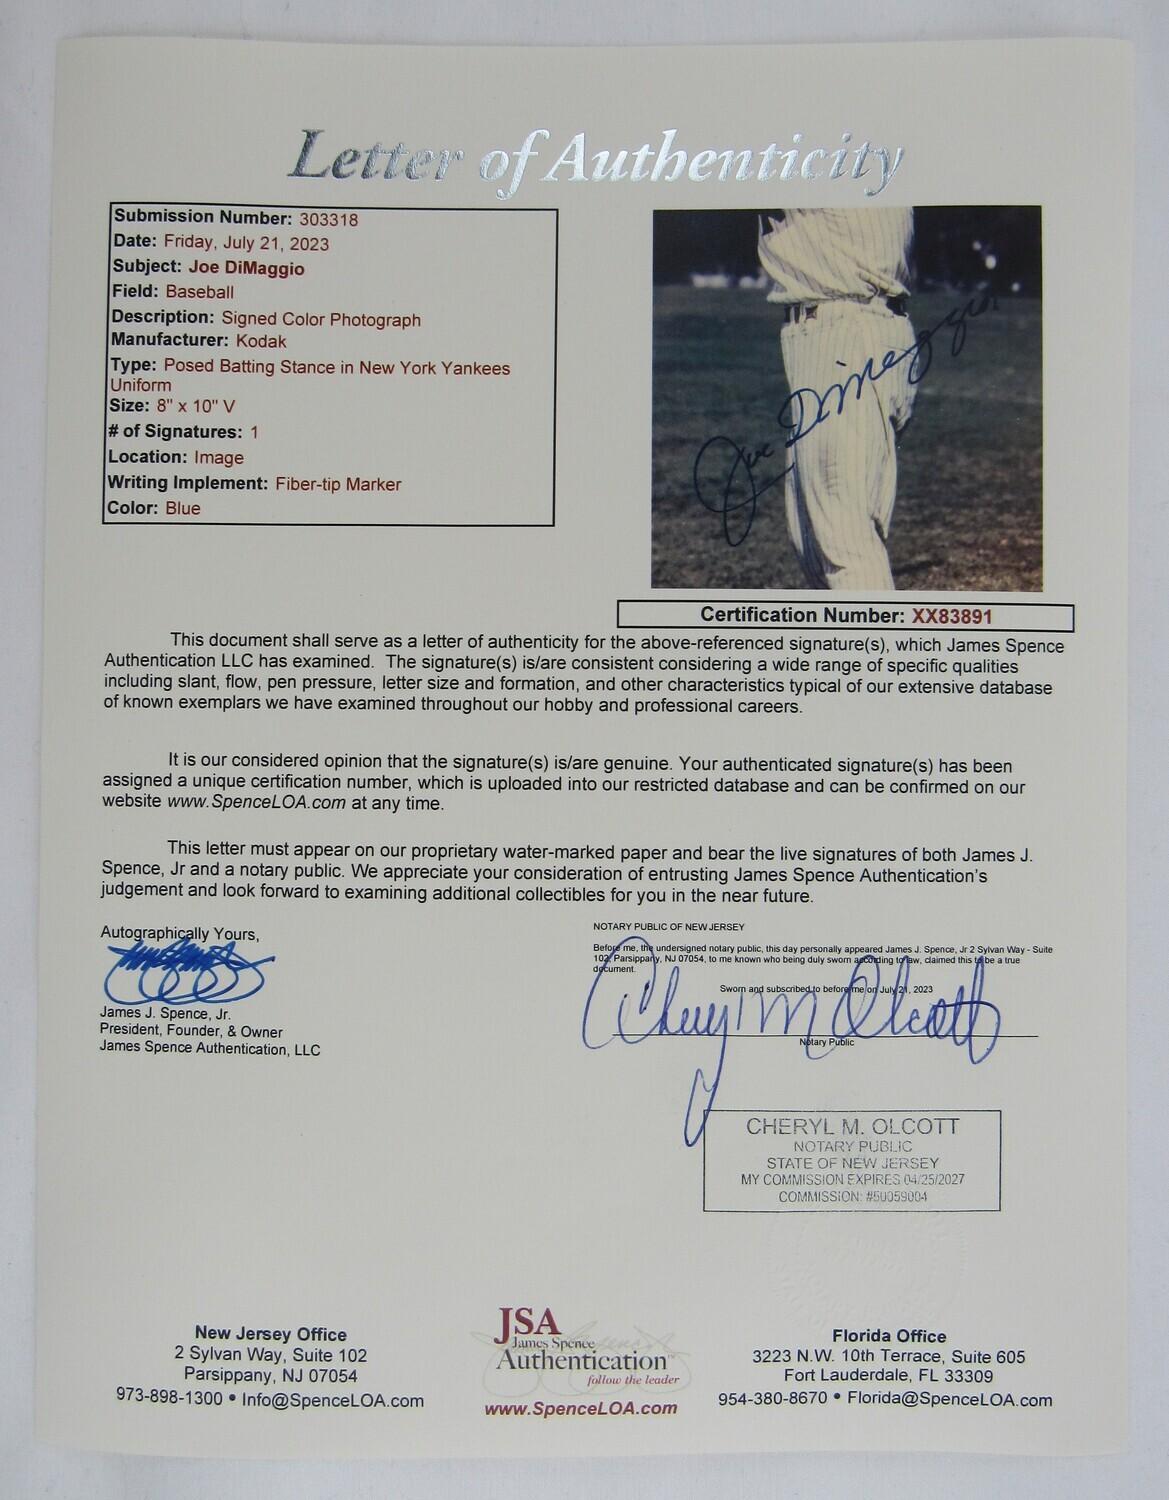 Letter of Authenticity
Submission Number: 303318
Date: Friday, July 21, 2023
Subject: Joe DiMaggio
Field: Baseball
Description: Signed Color Photograph
Manufacturer: Kodak
Type: Posed Batting Stance in New York Yankees
Uniform
Size: 8" x 10" V
# of Signatures: 1
Location: Image
Writing Implement: Fiber-tip Marker
Color: Blue
Joe DiMaggio
Certification Number: XX83891
This document shall serve as a letter of authenticity for the above-referenced signature(s), which James Spence
Authentication LLC has examined. The signature(s) is/are consistent considering a wide range of specific qualities
including slant, flow, pen pressure, letter size and formation, and other characteristics typical of our extensive database
of known exemplars we have examined throughout our hobby and professional careers.
It is our considered opinion that the signature(s) is/are genuine. Your authenticated signature(s) has been
assigned a unique certification number, which is uploaded into our restricted database and can be confirmed on our
website www.SpenceLOA.com at any time.
This letter must appear on our proprietary water-marked paper and bear the live signatures of both James J.
Spence, Jr and a notary public. We appreciate your consideration of entrusting James Spence Authentication's
judgement and look forward to examining additional collectibles for you in the near future.
Autographically Yours,
James J. Spence, Jr.
President, Founder, & Owner
James Spence Authentication, LLC
NOTARY PUBLIC OF NEW JERSEY
Before me, the undersigned notary public, this day personally appeared James J. Spence, Jr 2 Sylvan Way - Suite
102, Parsippany, NJ 07054, to me known who being duly sworn according to law, claimed this to be a true
document.
Sworn and subscribed to before me on July 21, 2023
Cheryl M Olcott
Notary Public
CHERYL M. OLCOTT
NOTARY PUBLIC
STATE OF NEW JERSEY
MY COMMISSION EXPIRES 04/25/2027
COMMISSION: #50059004
New Jersey Office
2 Sylvan Way, Suite 102
Parsippany, NJ 07054
973-898-1300 • Info@SpenceLOA.com
JSA
James Spence
Authentication™
follow the leader
www.SpenceLOA.com
Florida Office
3223 N.W. 10th Terrace, Suite 605
Fort Lauderdale, FL 33309
954-380-8670 • Florida@SpenceLOA.com